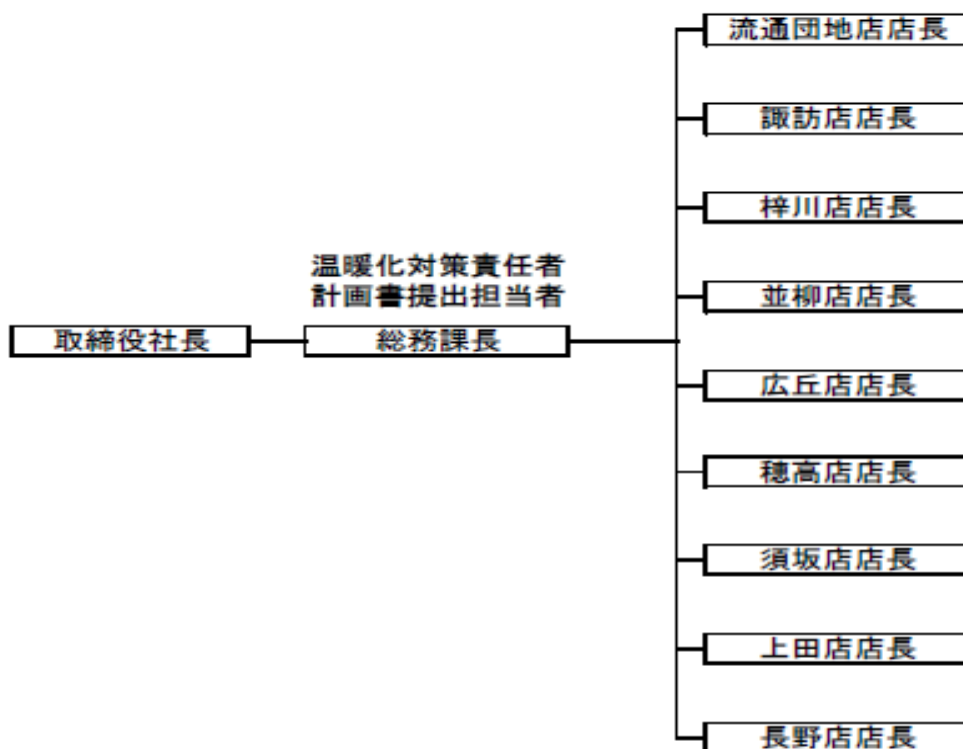 取締役社長
温暖化対策責任者
計画書提出担当者
総務課長
流通団地店店長
諏訪店店長
梓川店店長
並柳店店長
広丘店店長
穂高店店長
須坂店店長
上田店店長
長野店店長